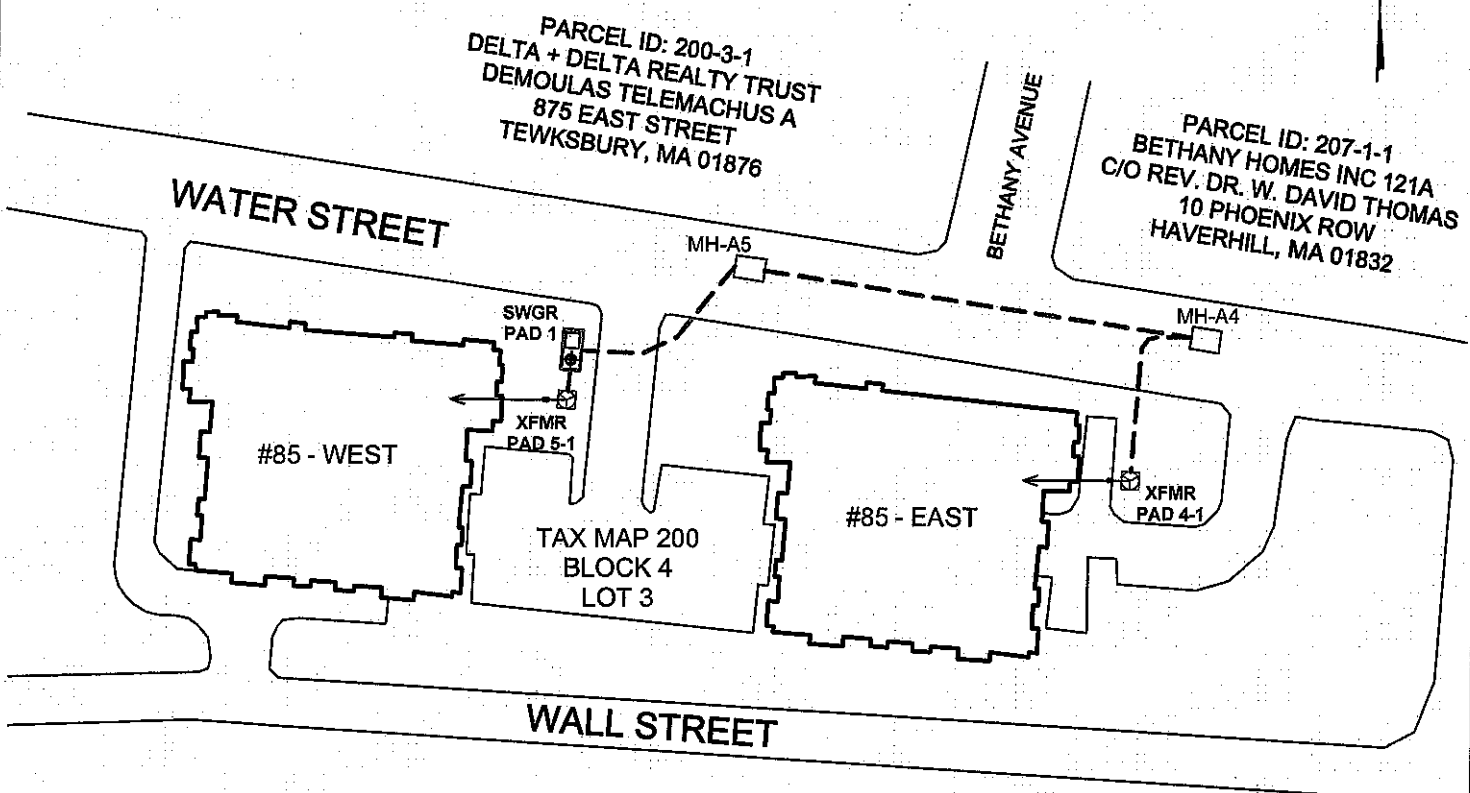 PARCEL ID: 200-3-1
DELTA + DELTA REALTY TRUST
DEMOULAS TELEMACHUS A
875 EAST STREET
TEWKSBURY, MA 01876
BETHANY AVENUE
PARCEL ID: 207-1-1
BETHANY HOMES INC 121A
C/O REV. DR. W. DAVID THOMAS
10 PHOENIX ROW
HAVERHILL, MA 01832
WATER STREET
MH-A5
SWGR
PAD 1
MH-A4
XFMR
PAD 5-1
#85 - WEST
#85 - EAST
XFMR
PAD 4-1
TAX MAP 200
BLOCK 4
LOT 3
WALL STREET